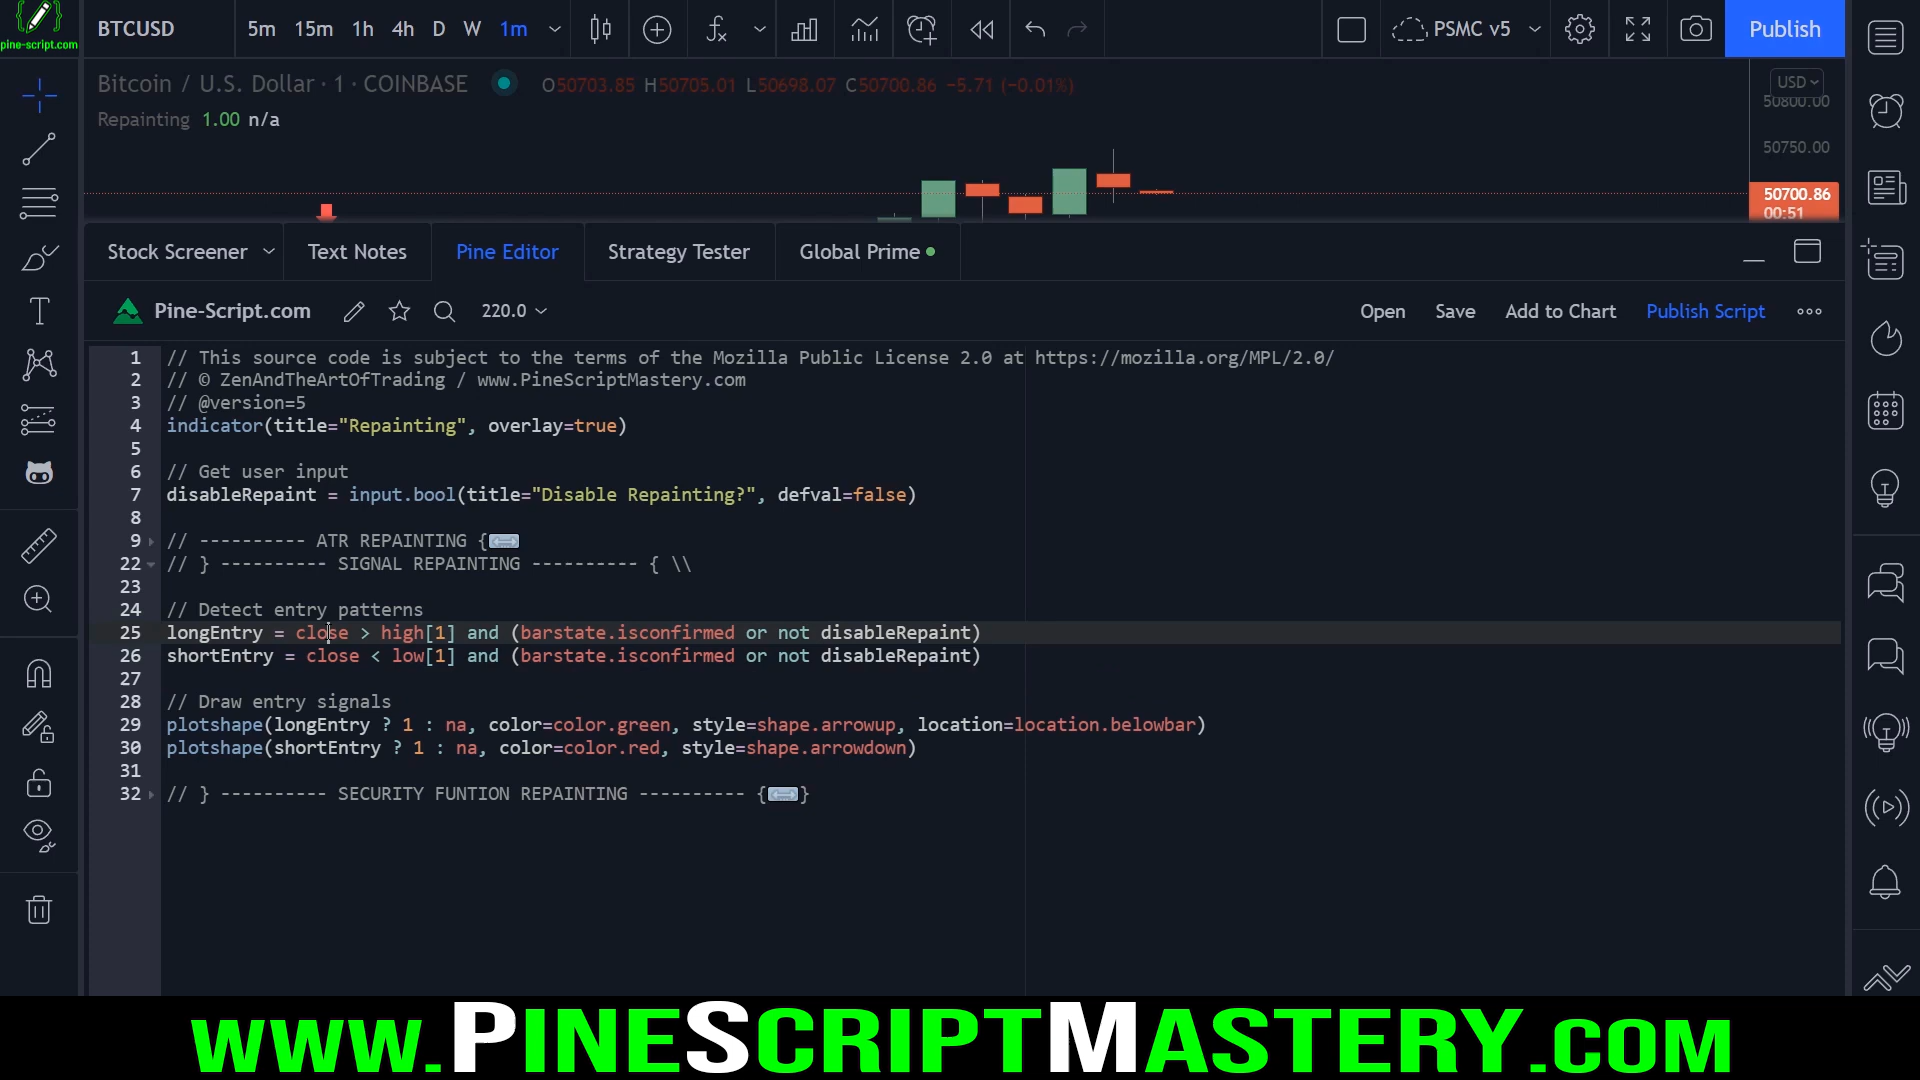 pine-script.com
BTCUSD 5m 15m 1h 4h D W 1m PSMC v5 Publish
Bitcoin / U.S. Dollar · 1 · COINBASE O50703.85 H50705.01 L50698.07 C50700.86 −5.71 (−0.01%) USD
50800.00
Repainting 1.00 n/a
50750.00
50700.86
00:51
Stock Screener Text Notes Pine Editor Strategy Tester Global Prime
Pine-Script.com 220.0 Open Save Add to Chart Publish Script
1 // This source code is subject to the terms of the Mozilla Public License 2.0 at https://mozilla.org/MPL/2.0/
2 // © ZenAndTheArtOfTrading / www.PineScriptMastery.com
3 // @version=5
4 indicator(title="Repainting", overlay=true)
5
6 // Get user input
7 disableRepaint = input.bool(title="Disable Repainting?", defval=false)
8
9 // ---------- ATR REPAINTING {
22 // } ---------- SIGNAL REPAINTING ---------- { \\
23
24 // Detect entry patterns
25 longEntry = close > high[1] and (barstate.isconfirmed or not disableRepaint)
26 shortEntry = close < low[1] and (barstate.isconfirmed or not disableRepaint)
27
28 // Draw entry signals
29 plotshape(longEntry ? 1 : na, color=color.green, style=shape.arrowup, location=location.belowbar)
30 plotshape(shortEntry ? 1 : na, color=color.red, style=shape.arrowdown)
31
32 // } ---------- SECURITY FUNTION REPAINTING ---------- {}
www.PineScriptMastery.com